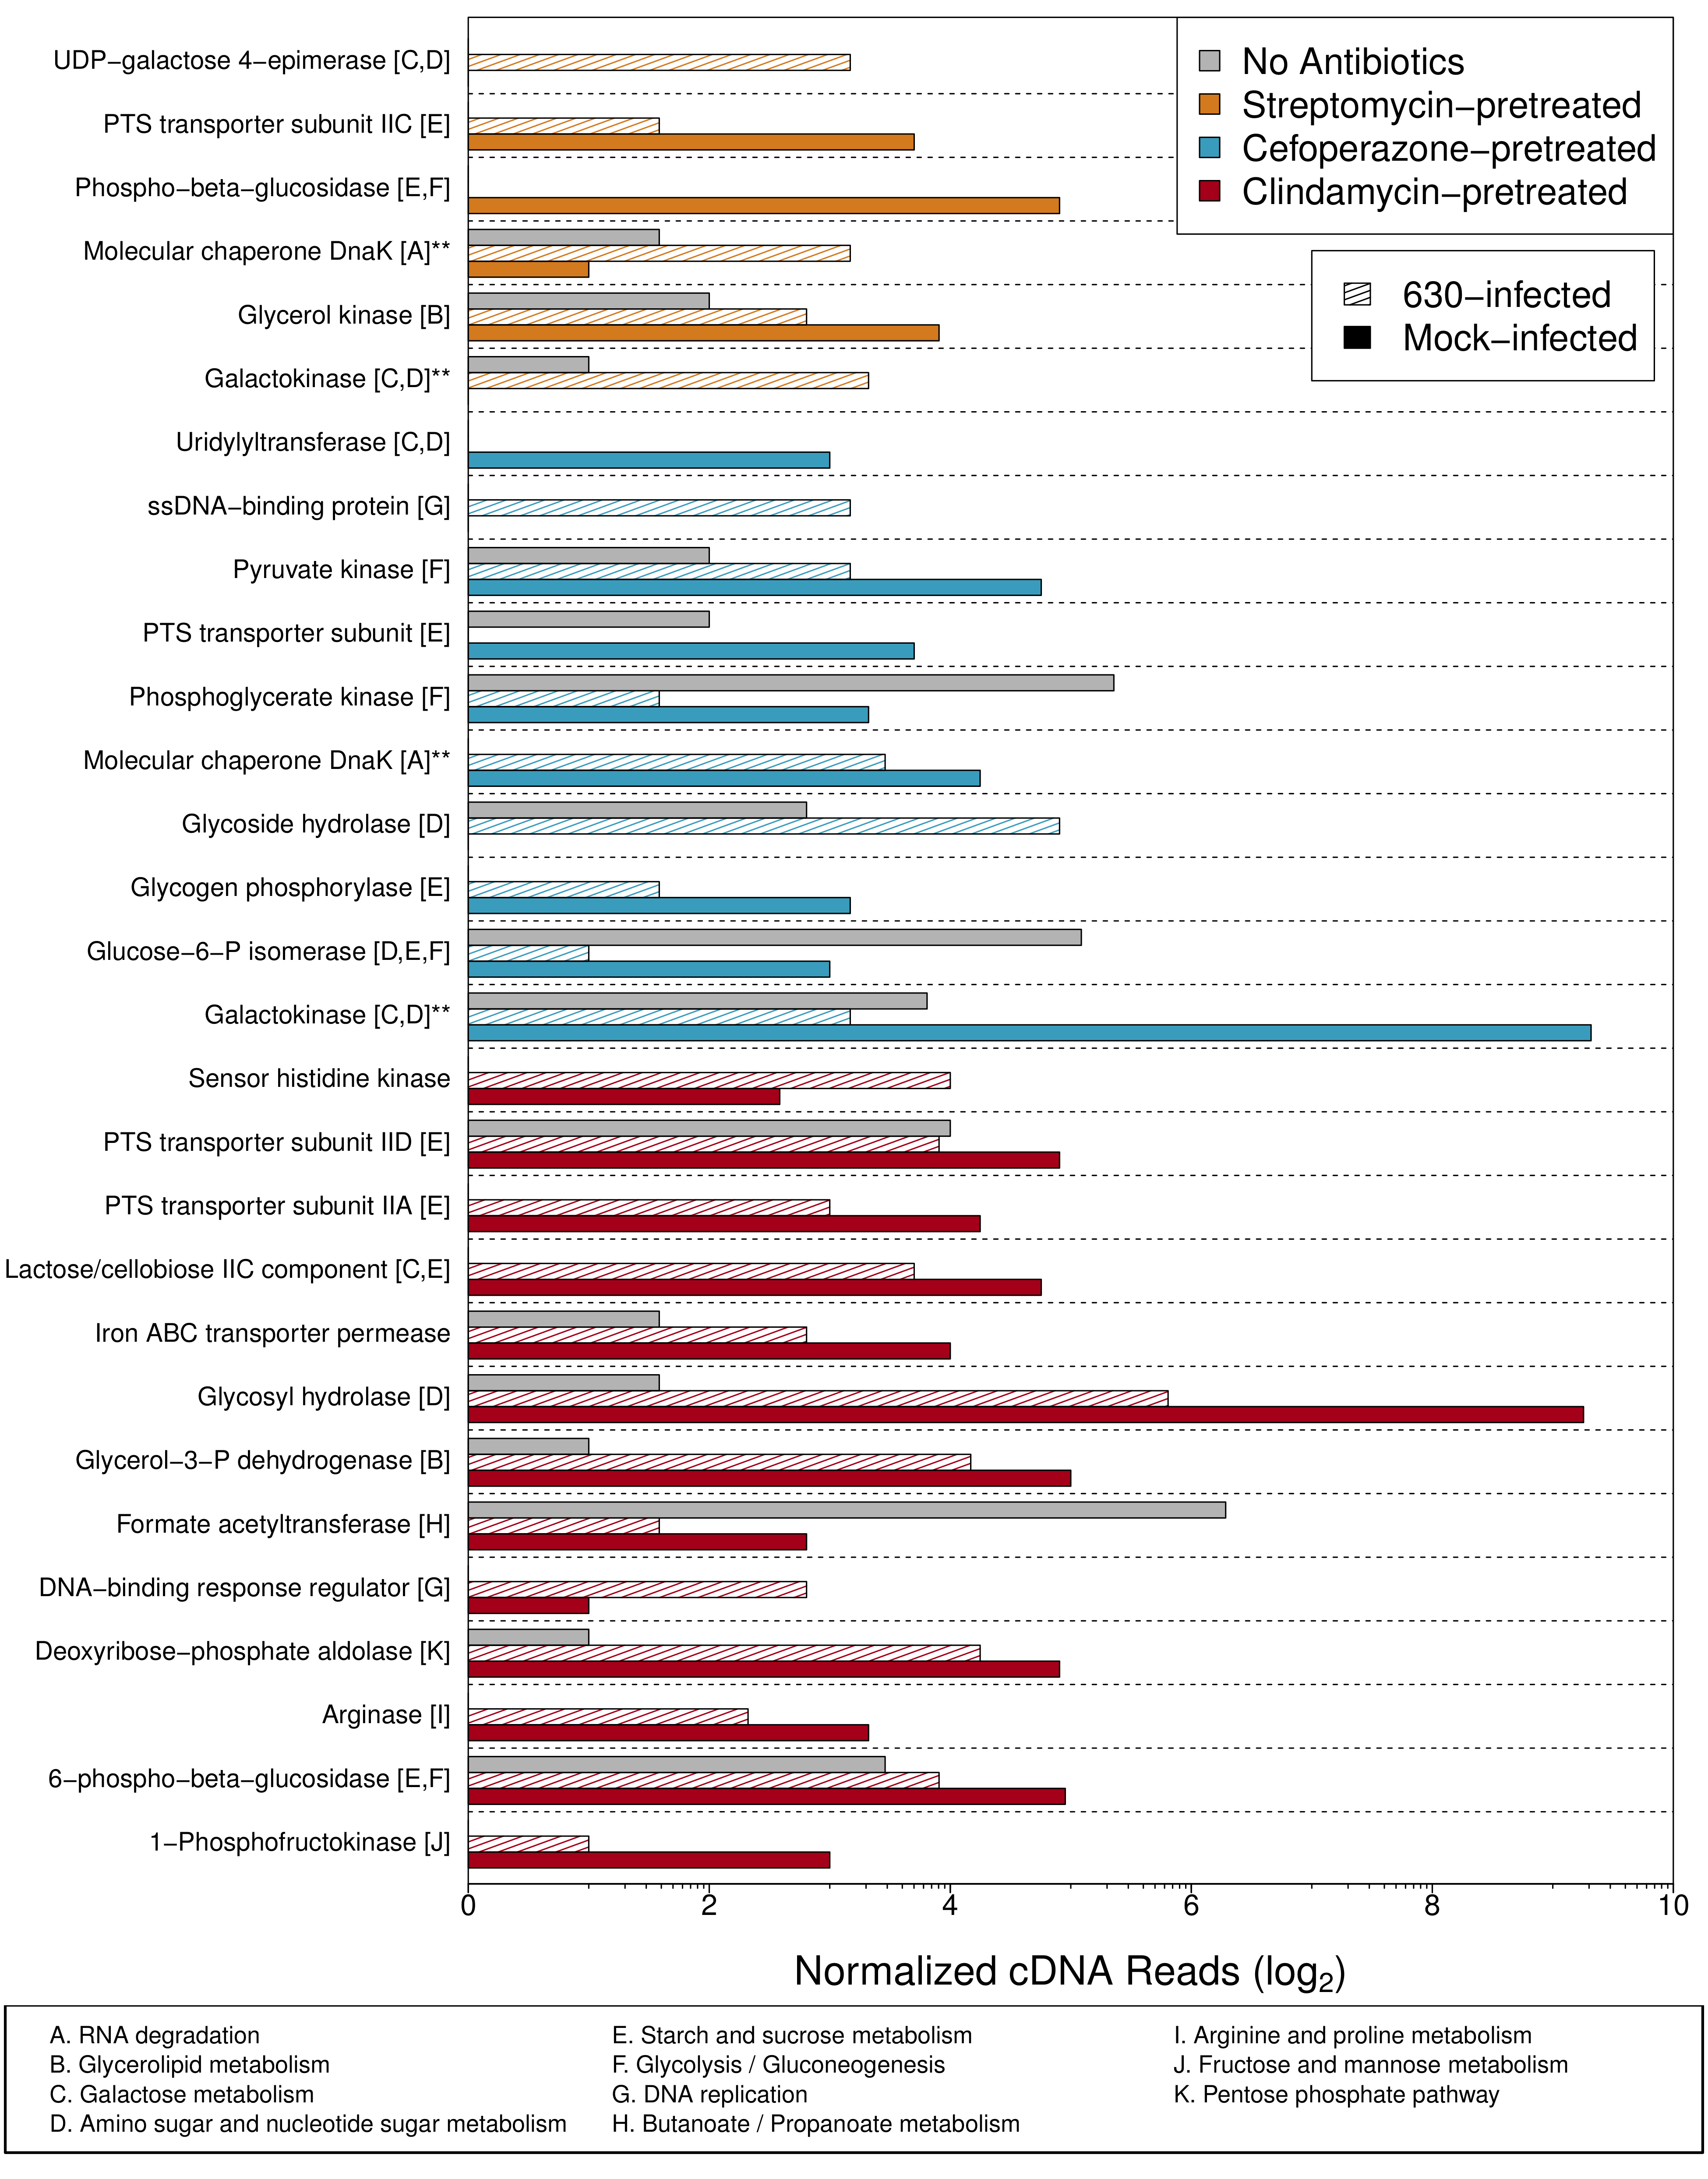 No Antibiotics
Streptomycin−pretreated
Cefoperazone−pretreated
Clindamycin−pretreated
630−infected
Mock−infected
UDP−galactose 4−epimerase [C,D]
PTS transporter subunit IIC [E]
Phospho−beta−glucosidase [E,F]
Molecular chaperone DnaK [A]**
Glycerol kinase [B]
Galactokinase [C,D]**
Uridylyltransferase [C,D]
ssDNA−binding protein [G]
Pyruvate kinase [F]
PTS transporter subunit [E]
Phosphoglycerate kinase [F]
Molecular chaperone DnaK [A]**
Glycoside hydrolase [D]
Glycogen phosphorylase [E]
Glucose−6−P isomerase [D,E,F]
Galactokinase [C,D]**
Sensor histidine kinase
PTS transporter subunit IID [E]
PTS transporter subunit IIA [E]
Lactose/cellobiose IIC component [C,E]
Iron ABC transporter permease
Glycosyl hydrolase [D]
Glycerol−3−P dehydrogenase [B]
Formate acetyltransferase [H]
DNA−binding response regulator [G]
Deoxyribose−phosphate aldolase [K]
Arginase [I]
6−phospho−beta−glucosidase [E,F]
1−Phosphofructokinase [J]
0 2 4 6 8 10
Normalized cDNA Reads (log2)
A. RNA degradation
B. Glycerolipid metabolism
C. Galactose metabolism
D. Amino sugar and nucleotide sugar metabolism
E. Starch and sucrose metabolism
F. Glycolysis / Gluconeogenesis
G. DNA replication
H. Butanoate / Propanoate metabolism
I. Arginine and proline metabolism
J. Fructose and mannose metabolism
K. Pentose phosphate pathway